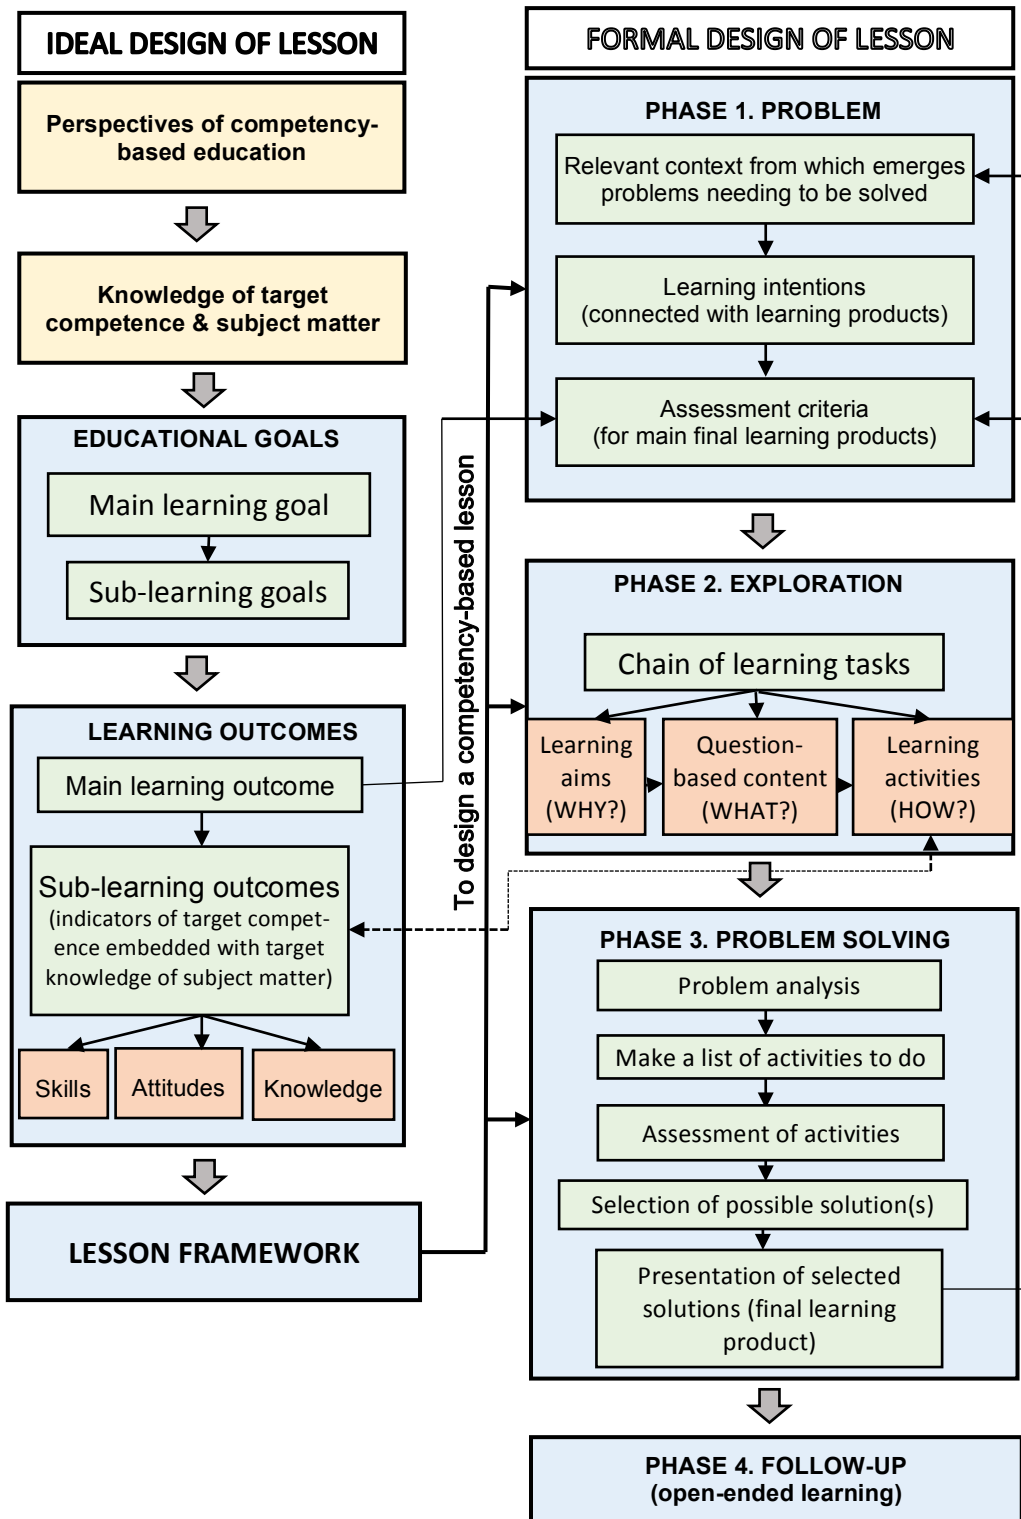 IDEAL DESIGN OF LESSON
Perspectives of competency-
based education
Knowledge of target
competence & subject matter
EDUCATIONAL GOALS
Main learning goal
Sub-learning goals
LEARNING OUTCOMES
Main learning outcome
Sub-learning outcomes
(indicators of target compet-
ence embedded with target
knowledge of subject matter)
Skills
Attitudes
Knowledge
LESSON FRAMEWORK
To design a competency-based lesson
FORMAL DESIGN OF LESSON
PHASE 1. PROBLEM
Relevant context from which emerges
problems needing to be solved
Learning intentions
(connected with learning products)
Assessment criteria
(for main final learning products)
PHASE 2. EXPLORATION
Chain of learning tasks
Learning
aims
(WHY?)
Question-
based content
(WHAT?)
Learning
activities
(HOW?)
PHASE 3. PROBLEM SOLVING
Problem analysis
Make a list of activities to do
Assessment of activities
Selection of possible solution(s)
Presentation of selected
solutions (final learning
product)
PHASE 4. FOLLOW-UP
(open-ended learning)